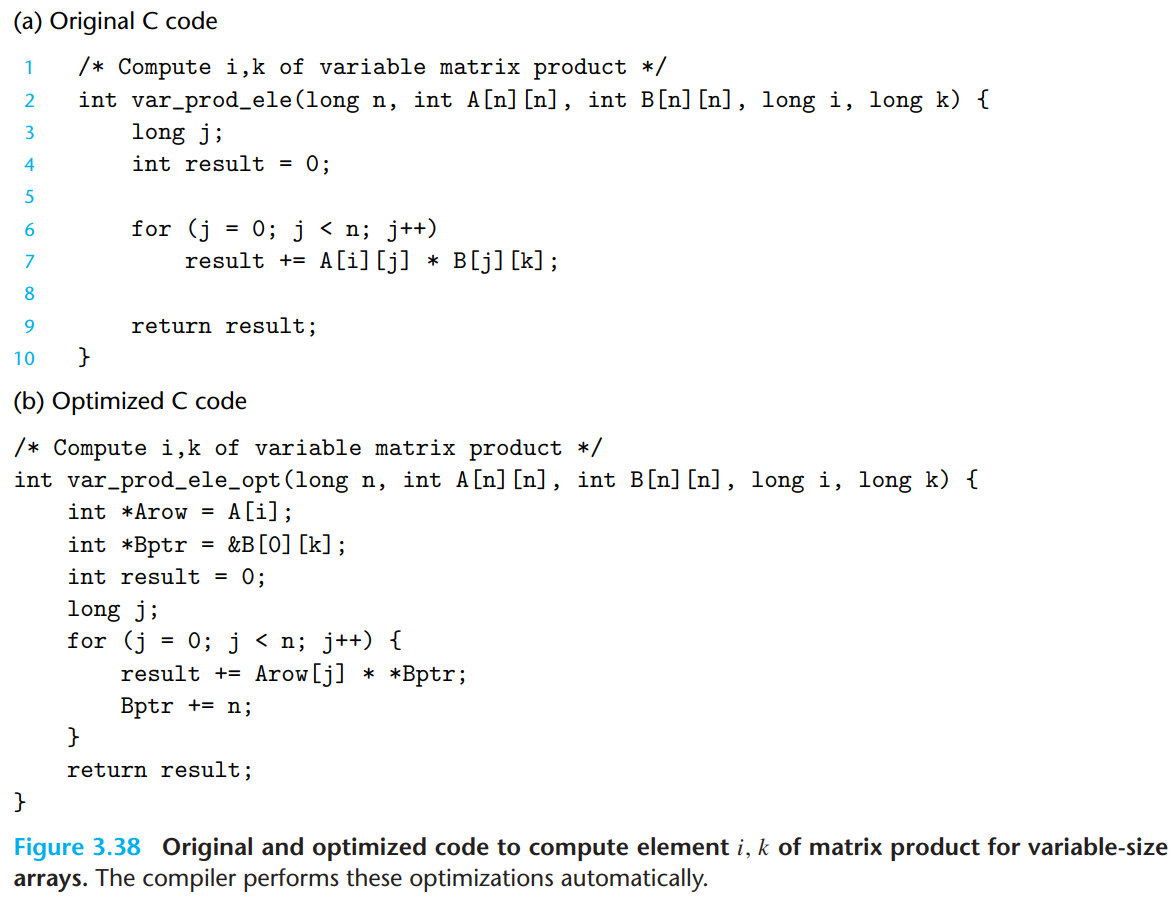 (a) Original C code
1 /* Compute i,k of variable matrix product */
2 int var_prod_ele(long n, int A[n][n], int B[n][n], long i, long k) {
3 long j;
4 int result = 0;
5
6 for (j = 0; j < n; j++)
7 result += A[i][j] * B[j][k];
8
9 return result;
10 }
(b) Optimized C code
/* Compute i,k of variable matrix product */
int var_prod_ele_opt(long n, int A[n][n], int B[n][n], long i, long k) {
int *Arow = A[i];
int *Bptr = &B[0][k];
int result = 0;
long j;
for (j = 0; j < n; j++) {
result += Arow[j] * *Bptr;
Bptr += n;
}
return result;
}
Figure 3.38 Original and optimized code to compute element i, k of matrix product for variable-size
arrays. The compiler performs these optimizations automatically.